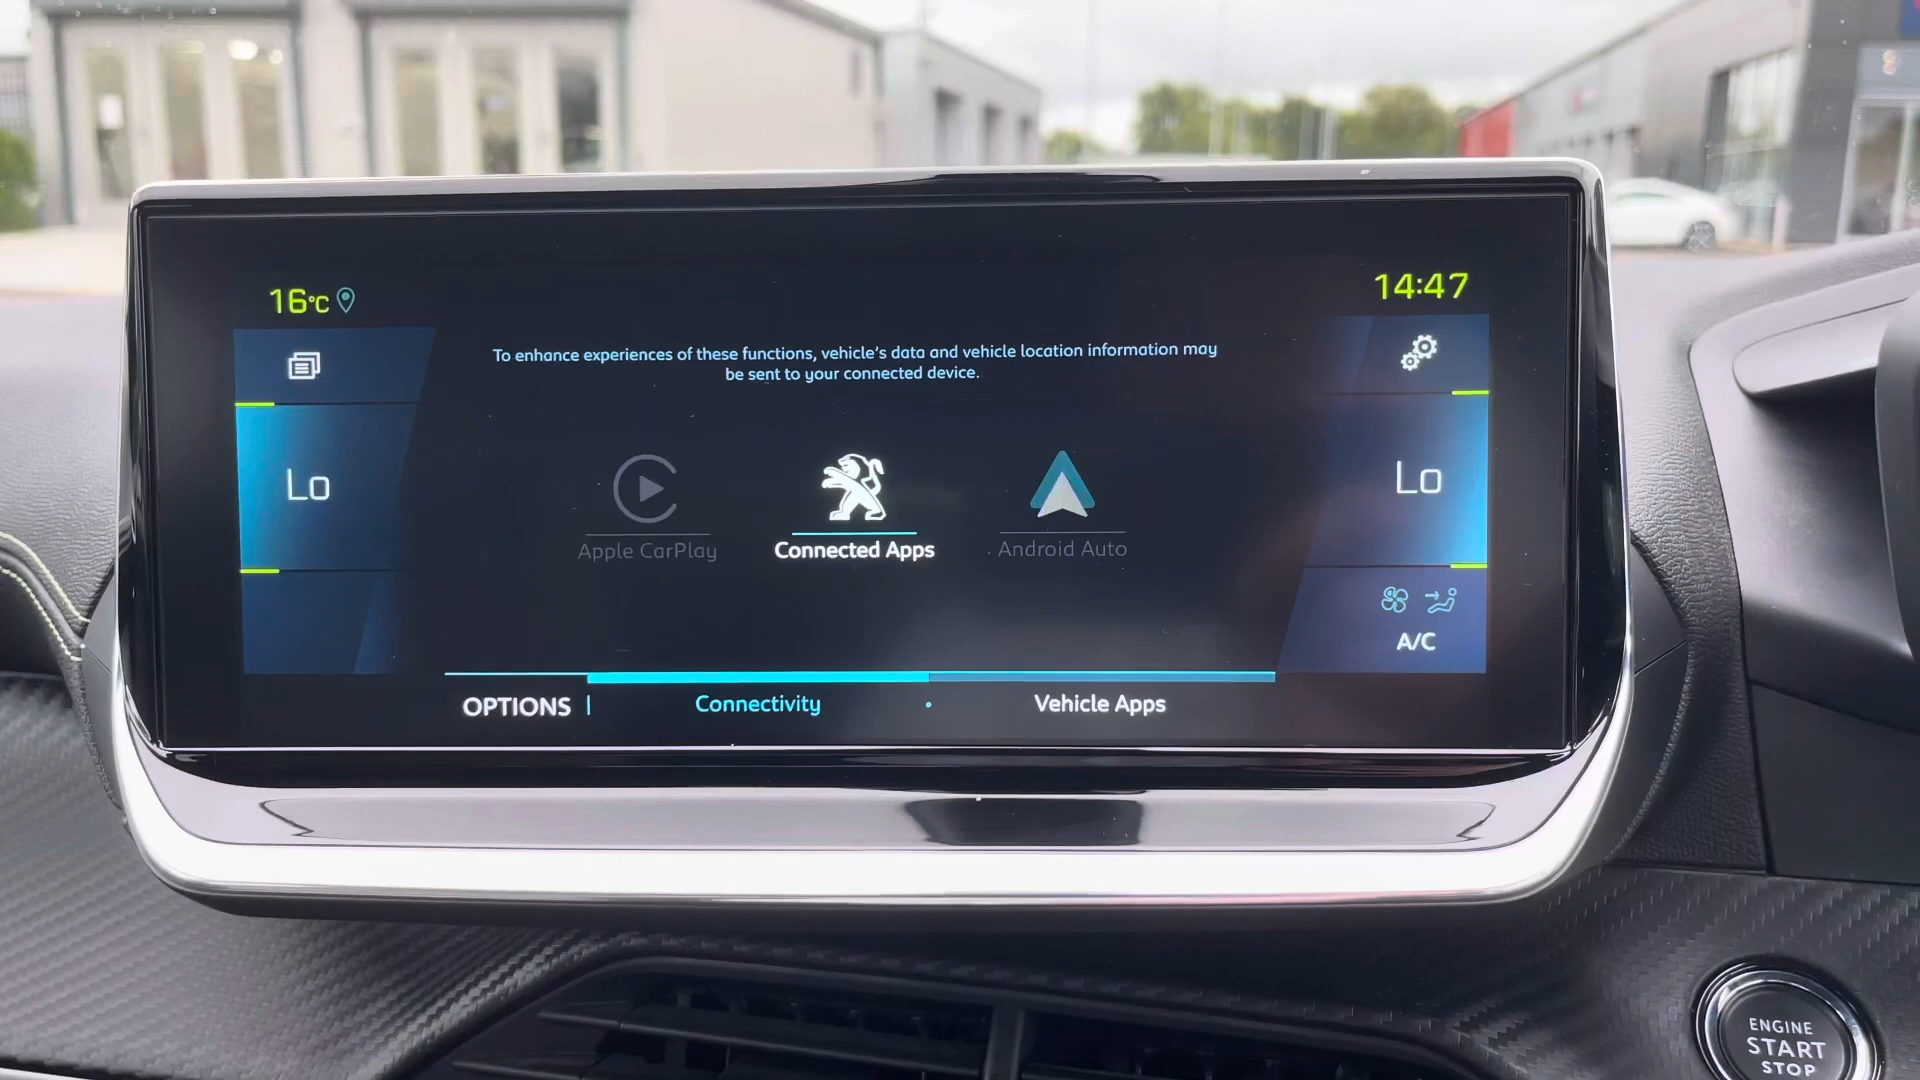 16°C
14:47
To enhance experiences of these functions, vehicle's data and vehicle location information may
be sent to your connected device.
Lo
Lo
Apple CarPlay
Connected Apps
Android Auto
A/C
OPTIONS
Connectivity
Vehicle Apps
ENGINE
START
STOP